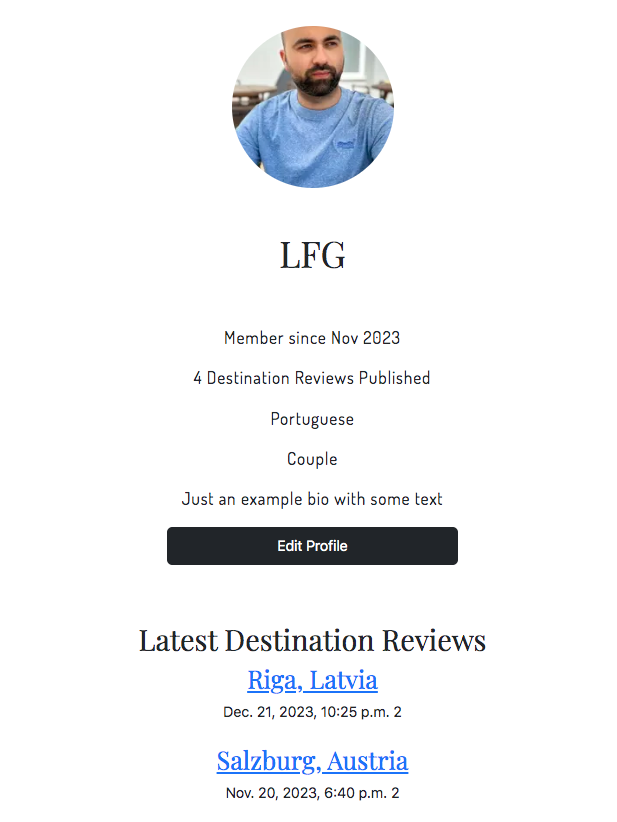 LFG
Member since Nov 2023
4 Destination Reviews Published
Portuguese
Couple
Just an example bio with some text
Edit Profile
Latest Destination Reviews
Riga, Latvia
Dec. 21, 2023, 10:25 p.m. 2
Salzburg, Austria
Nov. 20, 2023, 6:40 p.m. 2